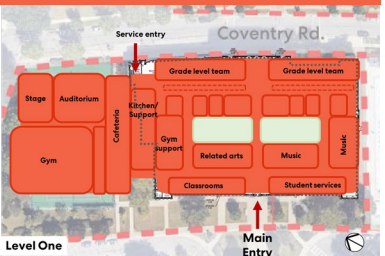 Coventry Rd.
Service entry
Grade level team
Grade level team
Stage
Auditorium
Cafeteria
Kitchen/
Support
Gym
support
Gym
Related arts
Music
Music
Classrooms
Student services
Level One
Main
Entry